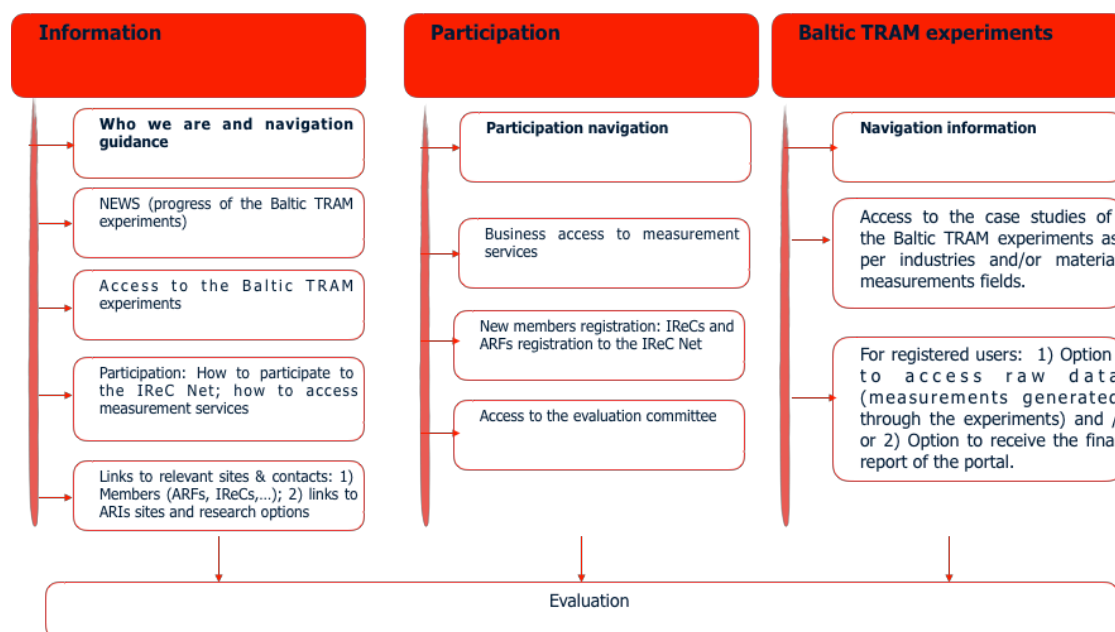 Information
Who we are and navigation
guidance
NEWS (progress of the Baltic TRAM
experiments)
Access to the Baltic TRAM
experiments
Participation: How to participate to
the IReC Net; how to access
measurement services
Links to relevant sites & contacts: 1)
Members (ARFs, IReCs,...); 2) links to
ARIs sites and research options
Participation
Participation navigation
Business access to measurement
services
New members registration: IReCs and
ARFs registration to the IReC Net
Access to the evaluation committee
Baltic TRAM experiments
Navigation information
Access to the case studies of
the Baltic TRAM experiments as
per industries and/or materia
measurements fields.
For registered users: 1) Option
to access raw data
(measurements generated
through the experiments) and /
or 2) Option to receive the fina
report of the portal.
Evaluation